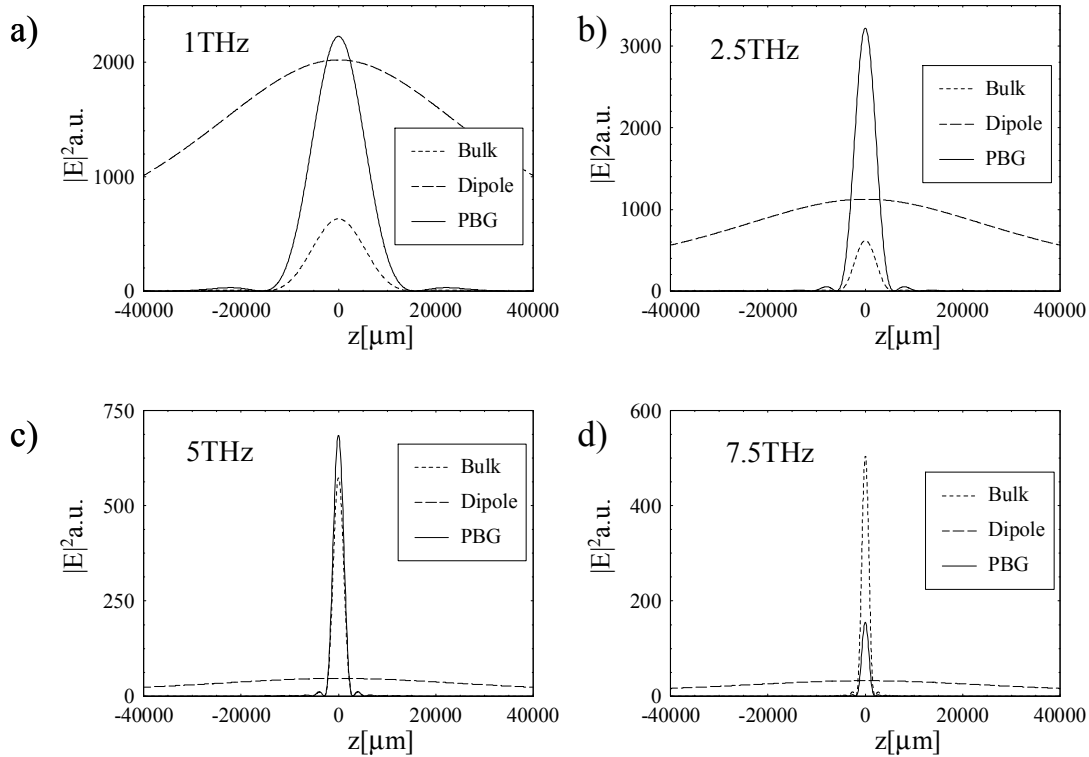 a)
1THz
|E|²a.u.
2000
1000
0
Bulk
Dipole
PBG
-40000 -20000 0 20000 40000
z[μm]
b)
2.5THz
|E|2a.u.
3000
2000
1000
0
Bulk
Dipole
PBG
-40000 -20000 0 20000 40000
z[μm]
c)
5THz
|E|²a.u.
750
500
250
0
Bulk
Dipole
PBG
-40000 -20000 0 20000 40000
z[μm]
d)
7.5THz
|E|²a.u.
600
400
200
0
Bulk
Dipole
PBG
-40000 -20000 0 20000 40000
z[μm]